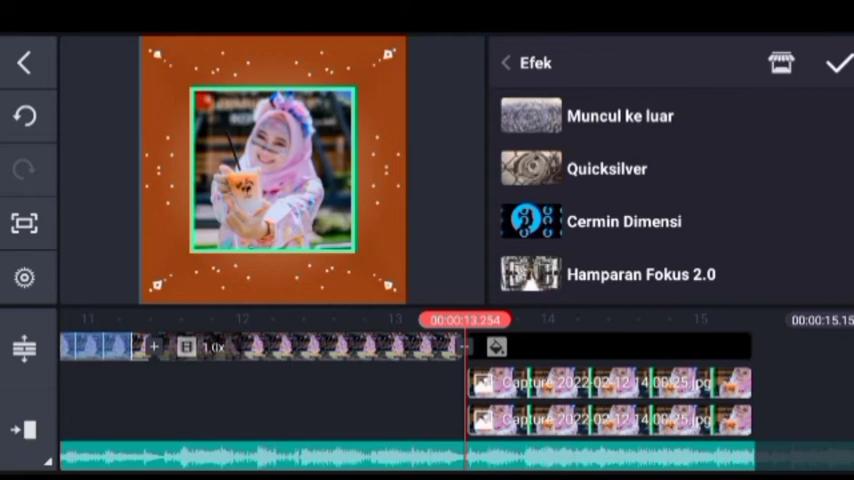 Efek
Muncul ke luar
Quicksilver
Cermin Dimensi
Hamparan Fokus 2.0
11
12
13
00:00:13.254
14
15
00:00:15.15
1.0x
Capture 2022-02-12 14.00.25.jpg
Capture 2022-02-12 14.00.25.jpg